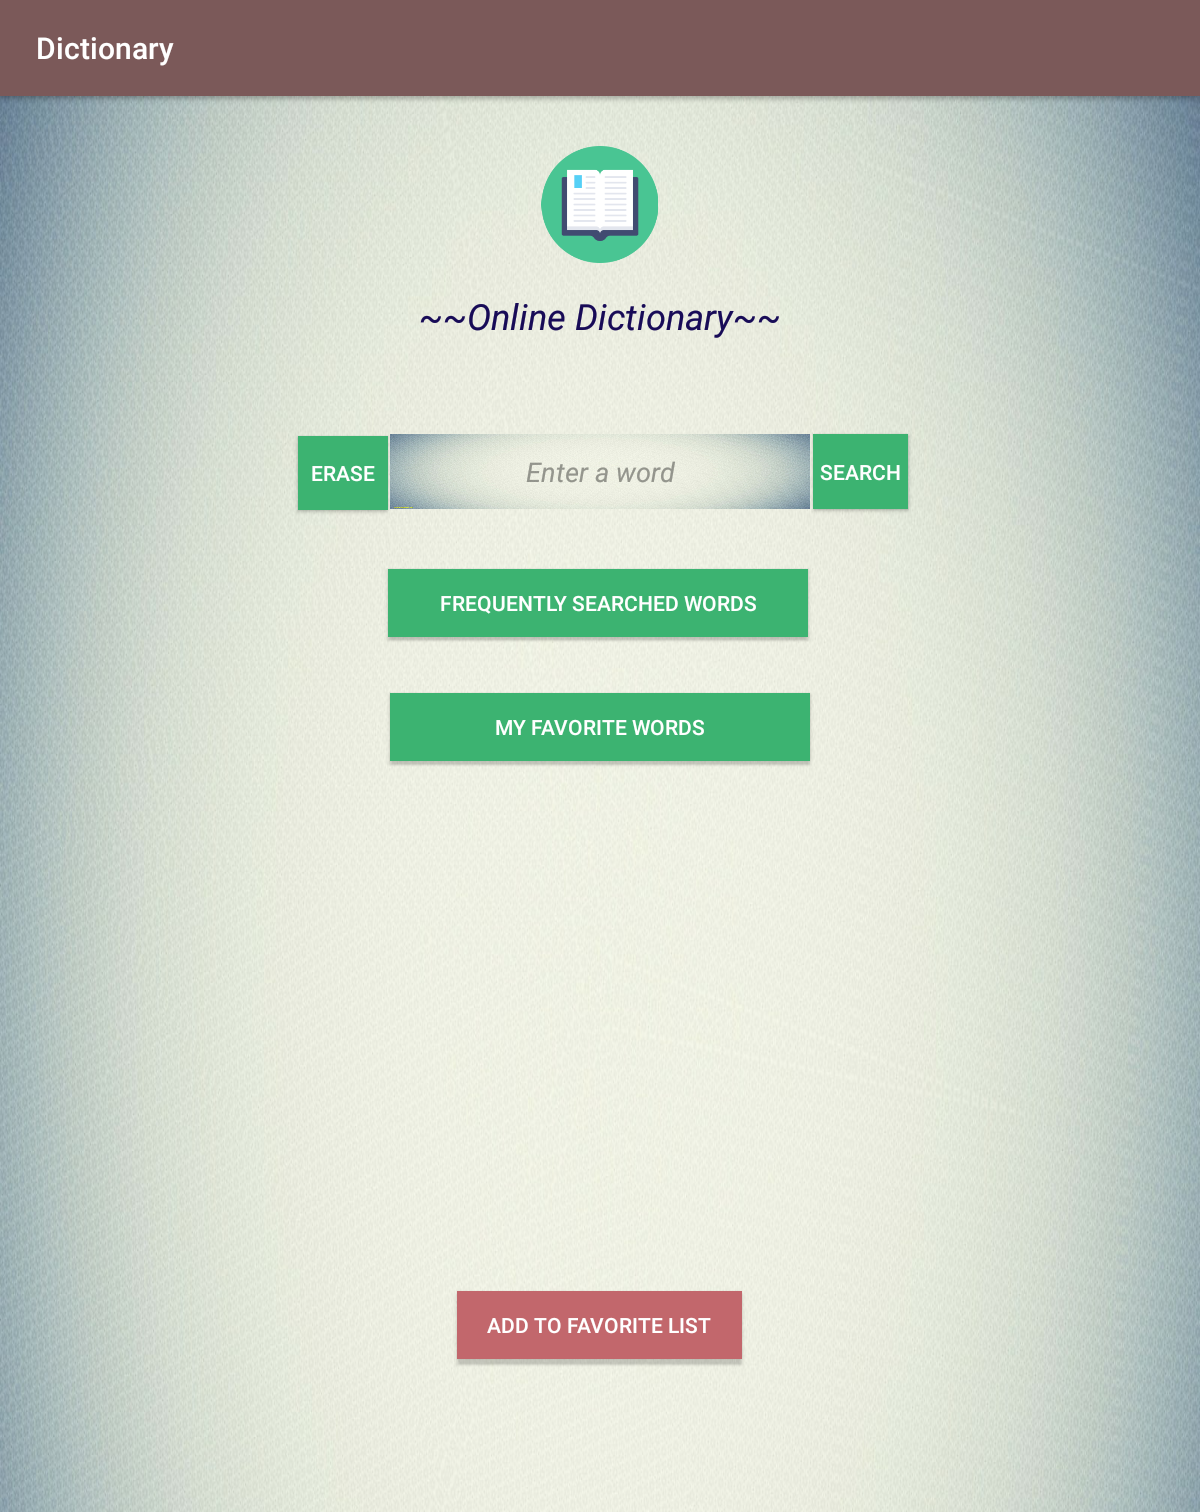 Dictionary
~~Online Dictionary~~
ERASE
Enter a word
SEARCH
FREQUENTLY SEARCHED WORDS
MY FAVORITE WORDS
ADD TO FAVORITE LIST